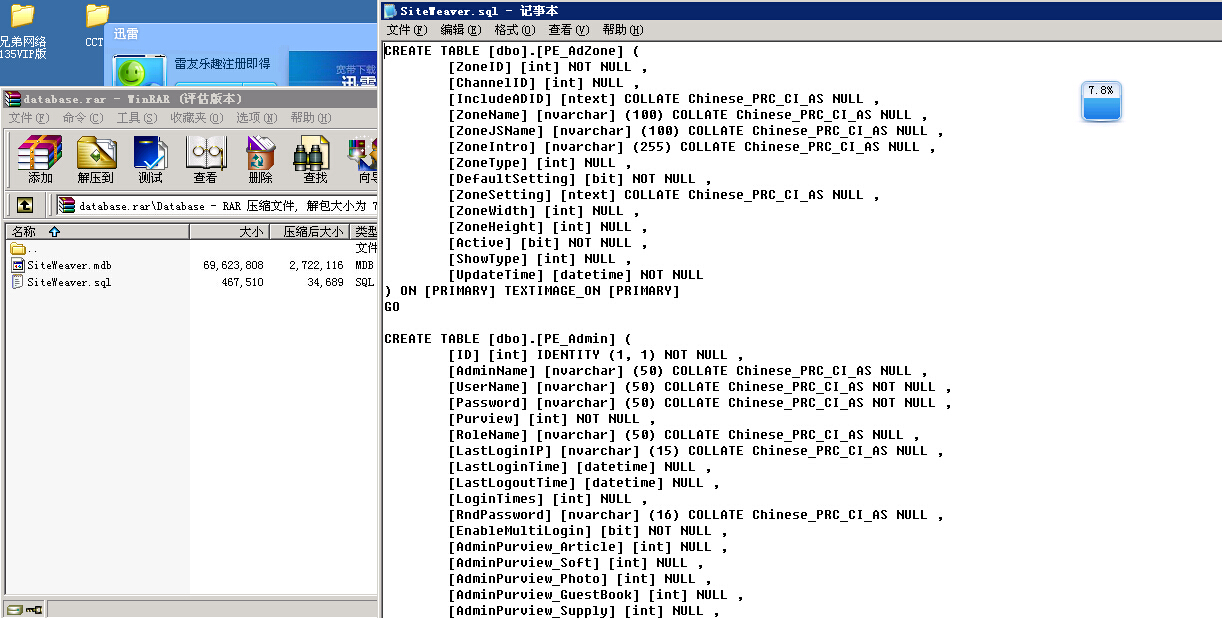 兄弟网络
135VIP版
CCT
迅雷
雷友乐趣注册即得
宽带下载
迅雷
database.rar - WinRAR (评估版本)
文件(F) 命令(C) 工具(S) 收藏夹(O) 选项(N) 帮助(H)
添加 解压到 测试 查看 删除 查找 向导
database.rar\Database - RAR 压缩文件, 解包大小为 7
名称 大小 压缩后大小 类型
.. 文件
SiteWeaver.mdb 69,623,808 2,722,116 MDB
SiteWeaver.sql 467,510 34,689 SQL
SiteWeaver.sql - 记事本
文件(F) 编辑(E) 格式(O) 查看(V) 帮助(H)
7.8%
CREATE TABLE [dbo].[PE_AdZone] (
[ZoneID] [int] NOT NULL ,
[ChannelID] [int] NULL ,
[IncludeADID] [ntext] COLLATE Chinese_PRC_CI_AS NULL ,
[ZoneName] [nvarchar] (100) COLLATE Chinese_PRC_CI_AS NULL ,
[ZoneJSName] [nvarchar] (100) COLLATE Chinese_PRC_CI_AS NULL ,
[ZoneIntro] [nvarchar] (255) COLLATE Chinese_PRC_CI_AS NULL ,
[ZoneType] [int] NULL ,
[DefaultSetting] [bit] NOT NULL ,
[ZoneSetting] [ntext] COLLATE Chinese_PRC_CI_AS NULL ,
[ZoneWidth] [int] NULL ,
[ZoneHeight] [int] NULL ,
[Active] [bit] NOT NULL ,
[ShowType] [int] NULL ,
[UpdateTime] [datetime] NOT NULL
) ON [PRIMARY] TEXTIMAGE_ON [PRIMARY]
GO
CREATE TABLE [dbo].[PE_Admin] (
[ID] [int] IDENTITY (1, 1) NOT NULL ,
[AdminName] [nvarchar] (50) COLLATE Chinese_PRC_CI_AS NULL ,
[UserName] [nvarchar] (50) COLLATE Chinese_PRC_CI_AS NOT NULL ,
[Password] [nvarchar] (50) COLLATE Chinese_PRC_CI_AS NOT NULL ,
[Purview] [int] NOT NULL ,
[RoleName] [nvarchar] (50) COLLATE Chinese_PRC_CI_AS NULL ,
[LastLoginIP] [nvarchar] (15) COLLATE Chinese_PRC_CI_AS NULL ,
[LastLoginTime] [datetime] NULL ,
[LastLogoutTime] [datetime] NULL ,
[LoginTimes] [int] NULL ,
[RndPassword] [nvarchar] (16) COLLATE Chinese_PRC_CI_AS NULL ,
[EnableMultiLogin] [bit] NOT NULL ,
[AdminPurview_Article] [int] NULL ,
[AdminPurview_Soft] [int] NULL ,
[AdminPurview_Photo] [int] NULL ,
[AdminPurview_GuestBook] [int] NULL ,
[AdminPurview_Supply] [int] NULL ,